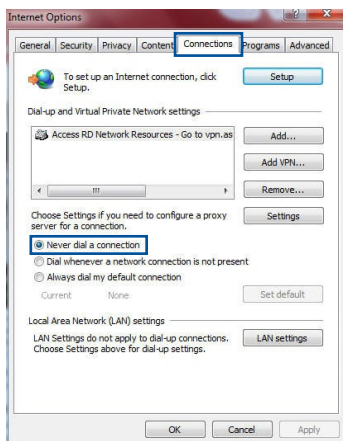 Internet Options
General Security Privacy Content Connections Programs Advanced
To set up an Internet connection, click
Setup.
Setup
Dial-up and Virtual Private Network settings
Access RD Network Resources - Go to vpn.as
Add...
Add VPN...
Remove...
Choose Settings if you need to configure a proxy
server for a connection.
Settings
Never dial a connection
Dial whenever a network connection is not present
Always dial my default connection
Current None
Set default
Local Area Network (LAN) settings
LAN Settings do not apply to dial-up connections.
Choose Settings above for dial-up settings.
LAN settings
OK Cancel Apply